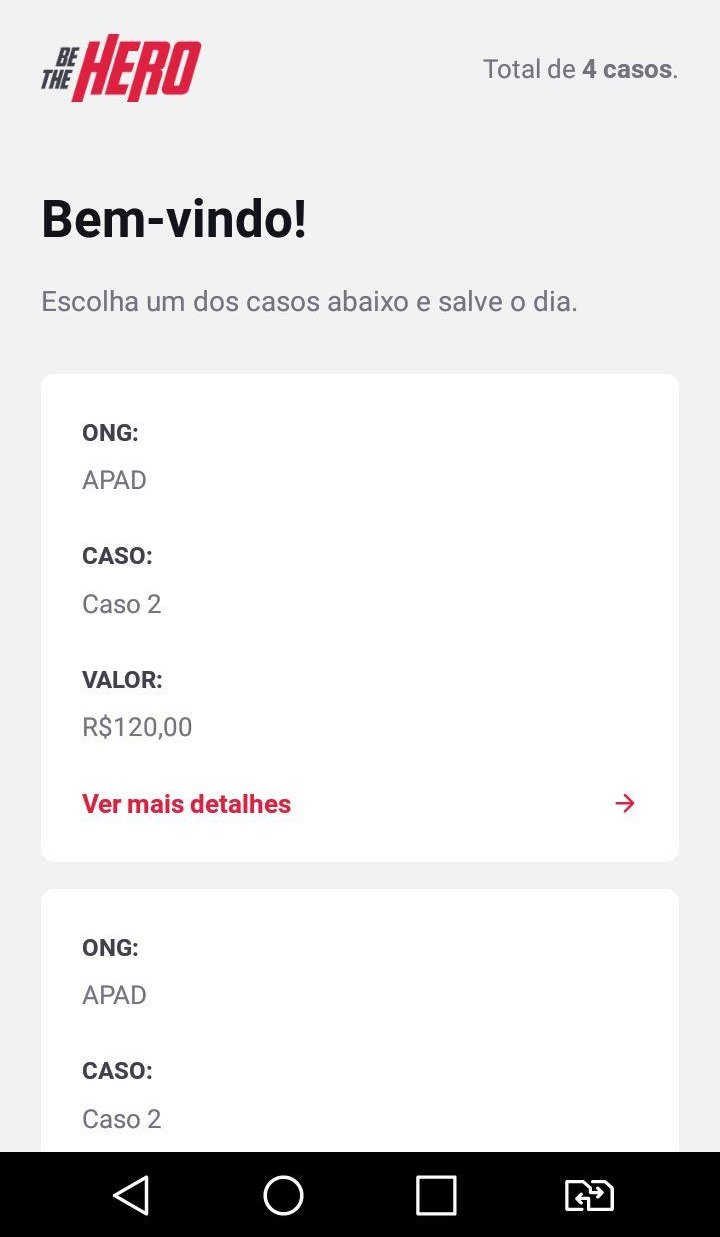 BE THE HERO
Total de 4 casos.
Bem-vindo!
Escolha um dos casos abaixo e salve o dia.
ONG:
APAD
CASO:
Caso 2
VALOR:
R$120,00
Ver mais detalhes
ONG:
APAD
CASO:
Caso 2